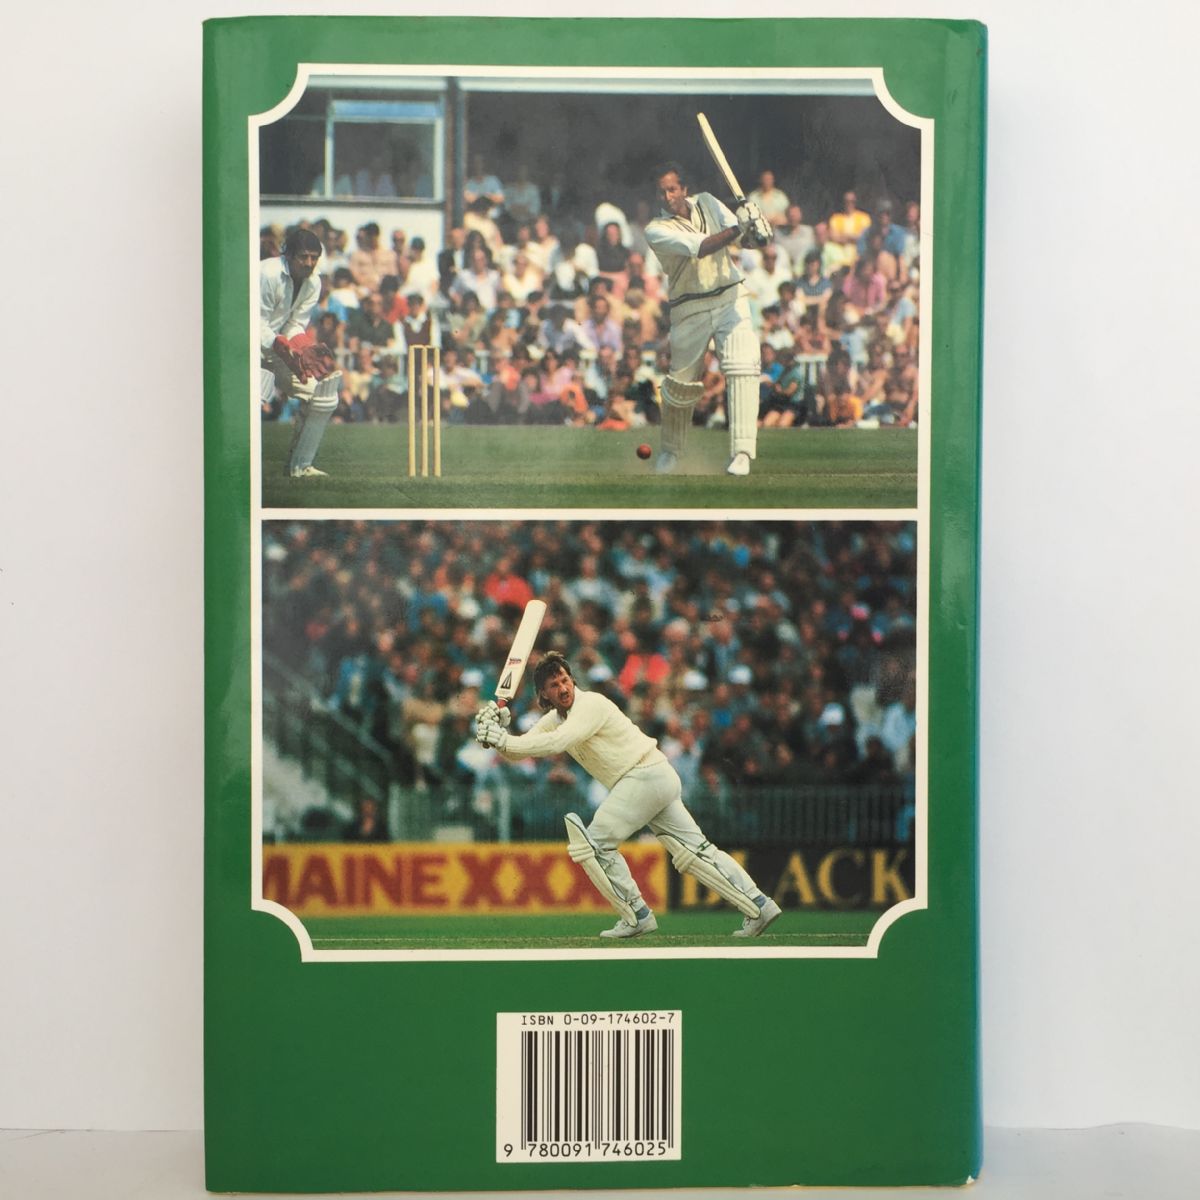 MAINE XXXX
BLACK
ISBN 0-09-174602-7
9 780091 746025